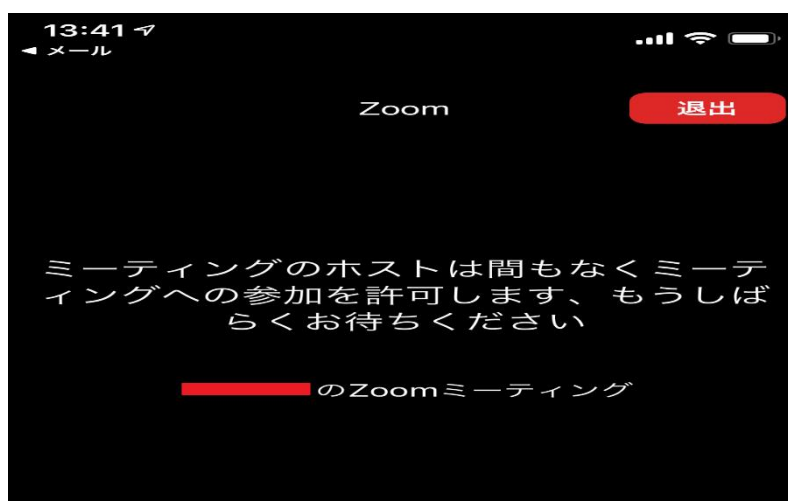 13:41
◀ メール
Zoom
退出
ミーティングのホストは間もなくミーテ
ィングへの参加を許可します、もうしば
らくお待ちください
のZoomミーティング